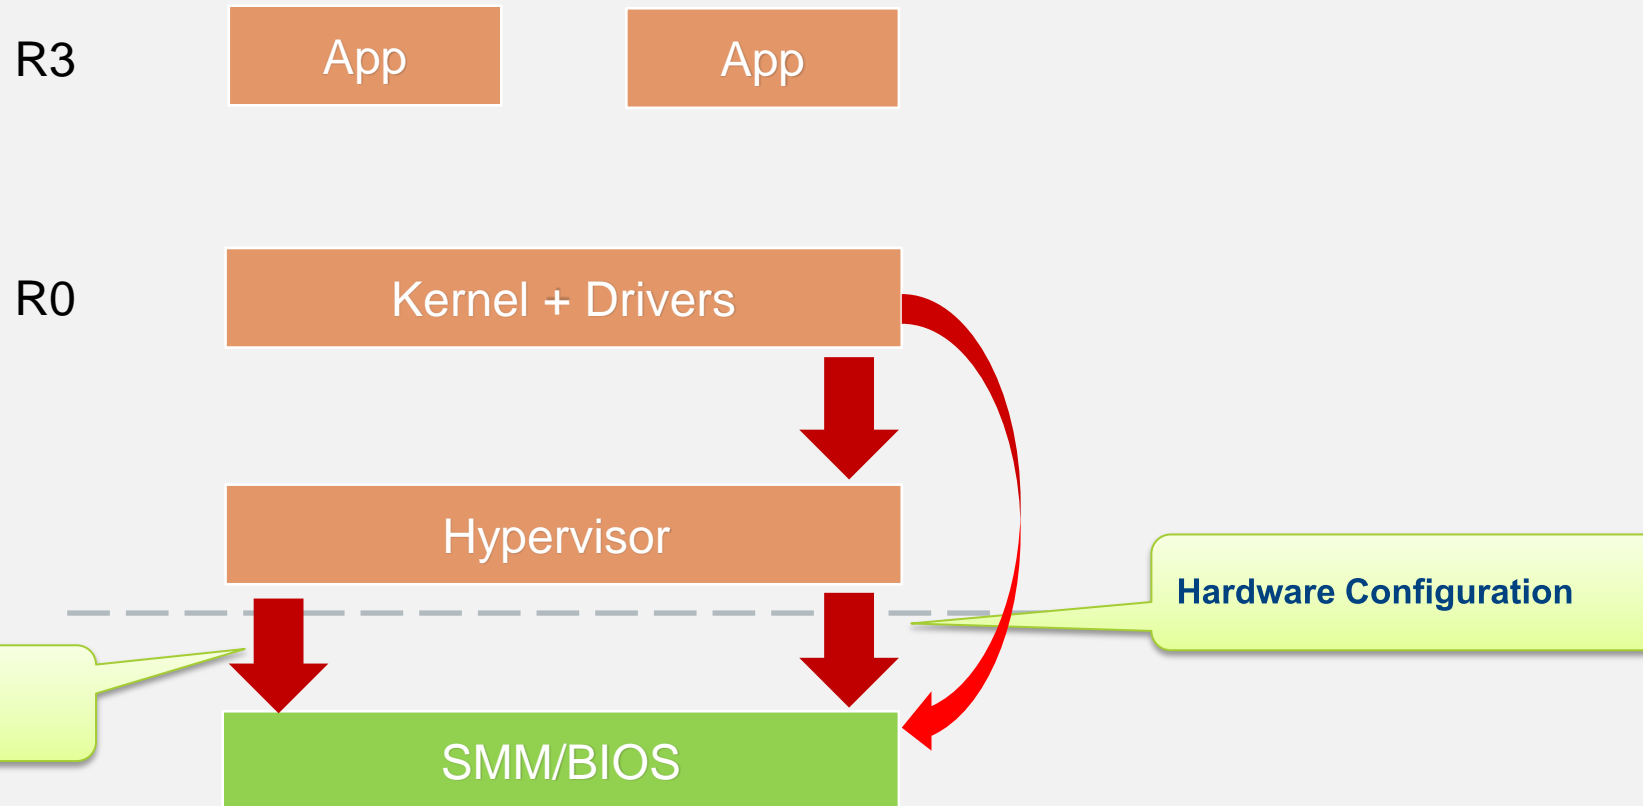 R3
App
App
R0
Kernel + Drivers
Hypervisor
Hardware Configuration
SMM/BIOS